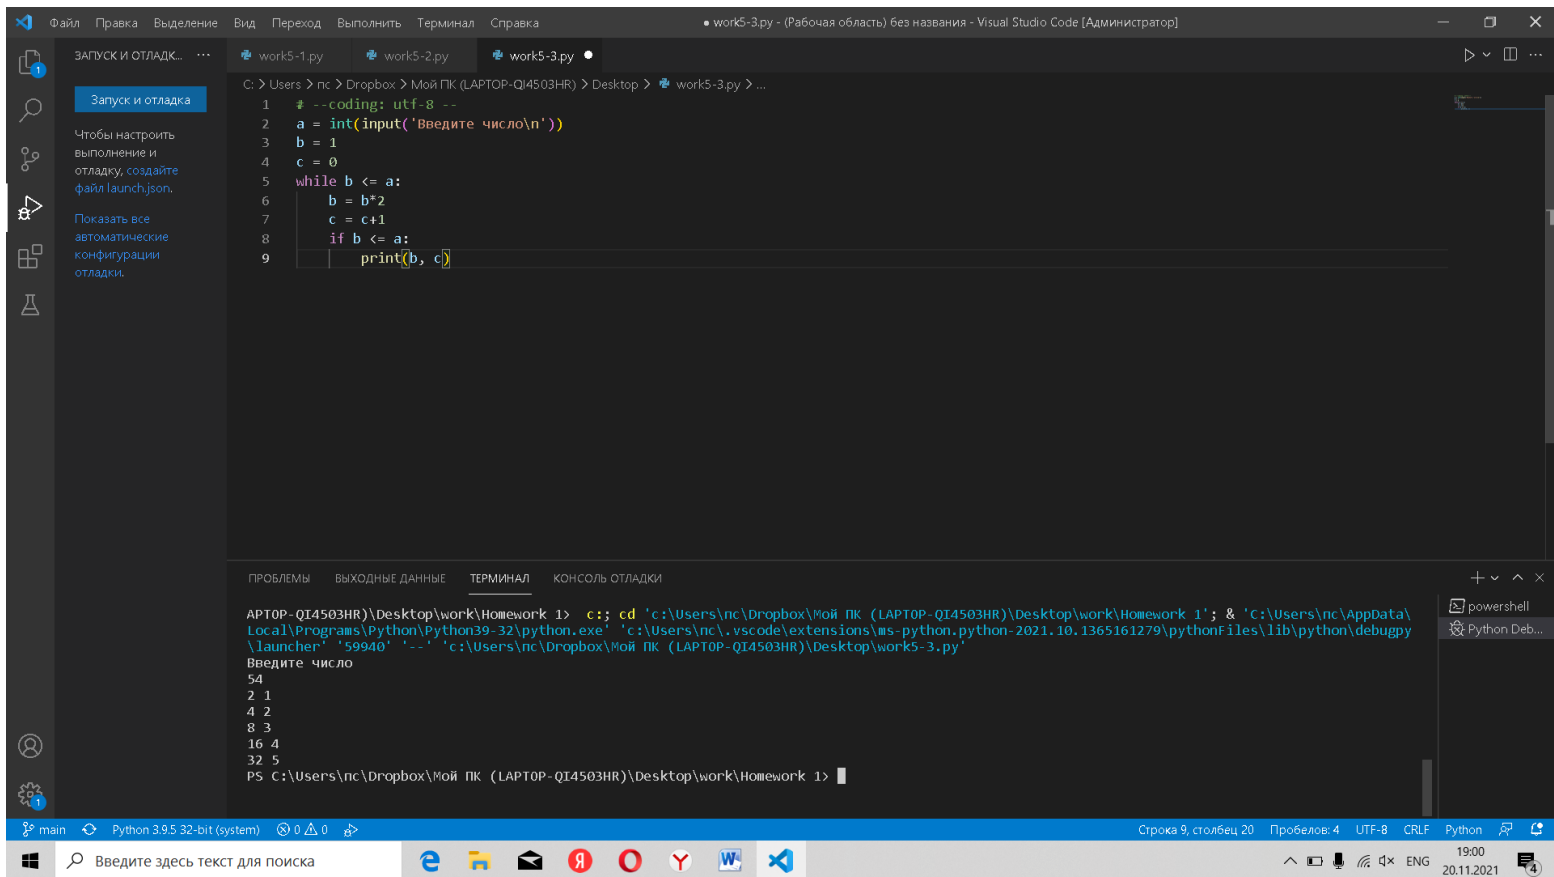 Файл Правка Выделение Вид Переход Выполнить Терминал Справка
● work5-3.py - (Рабочая область) без названия - Visual Studio Code [Администратор]
ЗАПУСК И ОТЛАДК... ···
work5-1.py work5-2.py work5-3.py ●
C: > Users > пс > Dropbox > Мой ПК (LAPTOP-QI4503HR) > Desktop > work5-3.py > ...
Запуск и отладка
Чтобы настроить
выполнение и
отладку, создайте
файл launch.json.
Показать все
автоматические
конфигурации
отладки.
1 # --coding: utf-8 --
2 a = int(input('Введите число\n'))
3 b = 1
4 c = 0
5 while b <= a:
6 b = b*2
7 c = c+1
8 if b <= a:
9 print(b, c)
ПРОБЛЕМЫ ВЫХОДНЫЕ ДАННЫЕ ТЕРМИНАЛ КОНСОЛЬ ОТЛАДКИ
APTOP-QI4503HR)\Desktop\work\Homework 1> c:; cd 'c:\Users\пс\Dropbox\Мой ПК (LAPTOP-QI4503HR)\Desktop\work\Homework 1'; & 'C:\Users\пс\AppData\
Local\Programs\Python\Python39-32\python.exe' 'c:\Users\пс\.vscode\extensions\ms-python.python-2021.10.1365161279\pythonFiles\lib\python\debugpy
\launcher' '59940' '--' 'c:\Users\пс\Dropbox\Мой ПК (LAPTOP-QI4503HR)\Desktop\work5-3.py'
Введите число
54
2 1
4 2
8 3
16 4
32 5
PS C:\Users\пс\Dropbox\Мой ПК (LAPTOP-QI4503HR)\Desktop\work\Homework 1>
powershell
Python Deb...
main Python 3.9.5 32-bit (system) 0 0
Строка 9, столбец 20 Пробелов: 4 UTF-8 CRLF Python
Введите здесь текст для поиска
ENG
19:00
20.11.2021
4